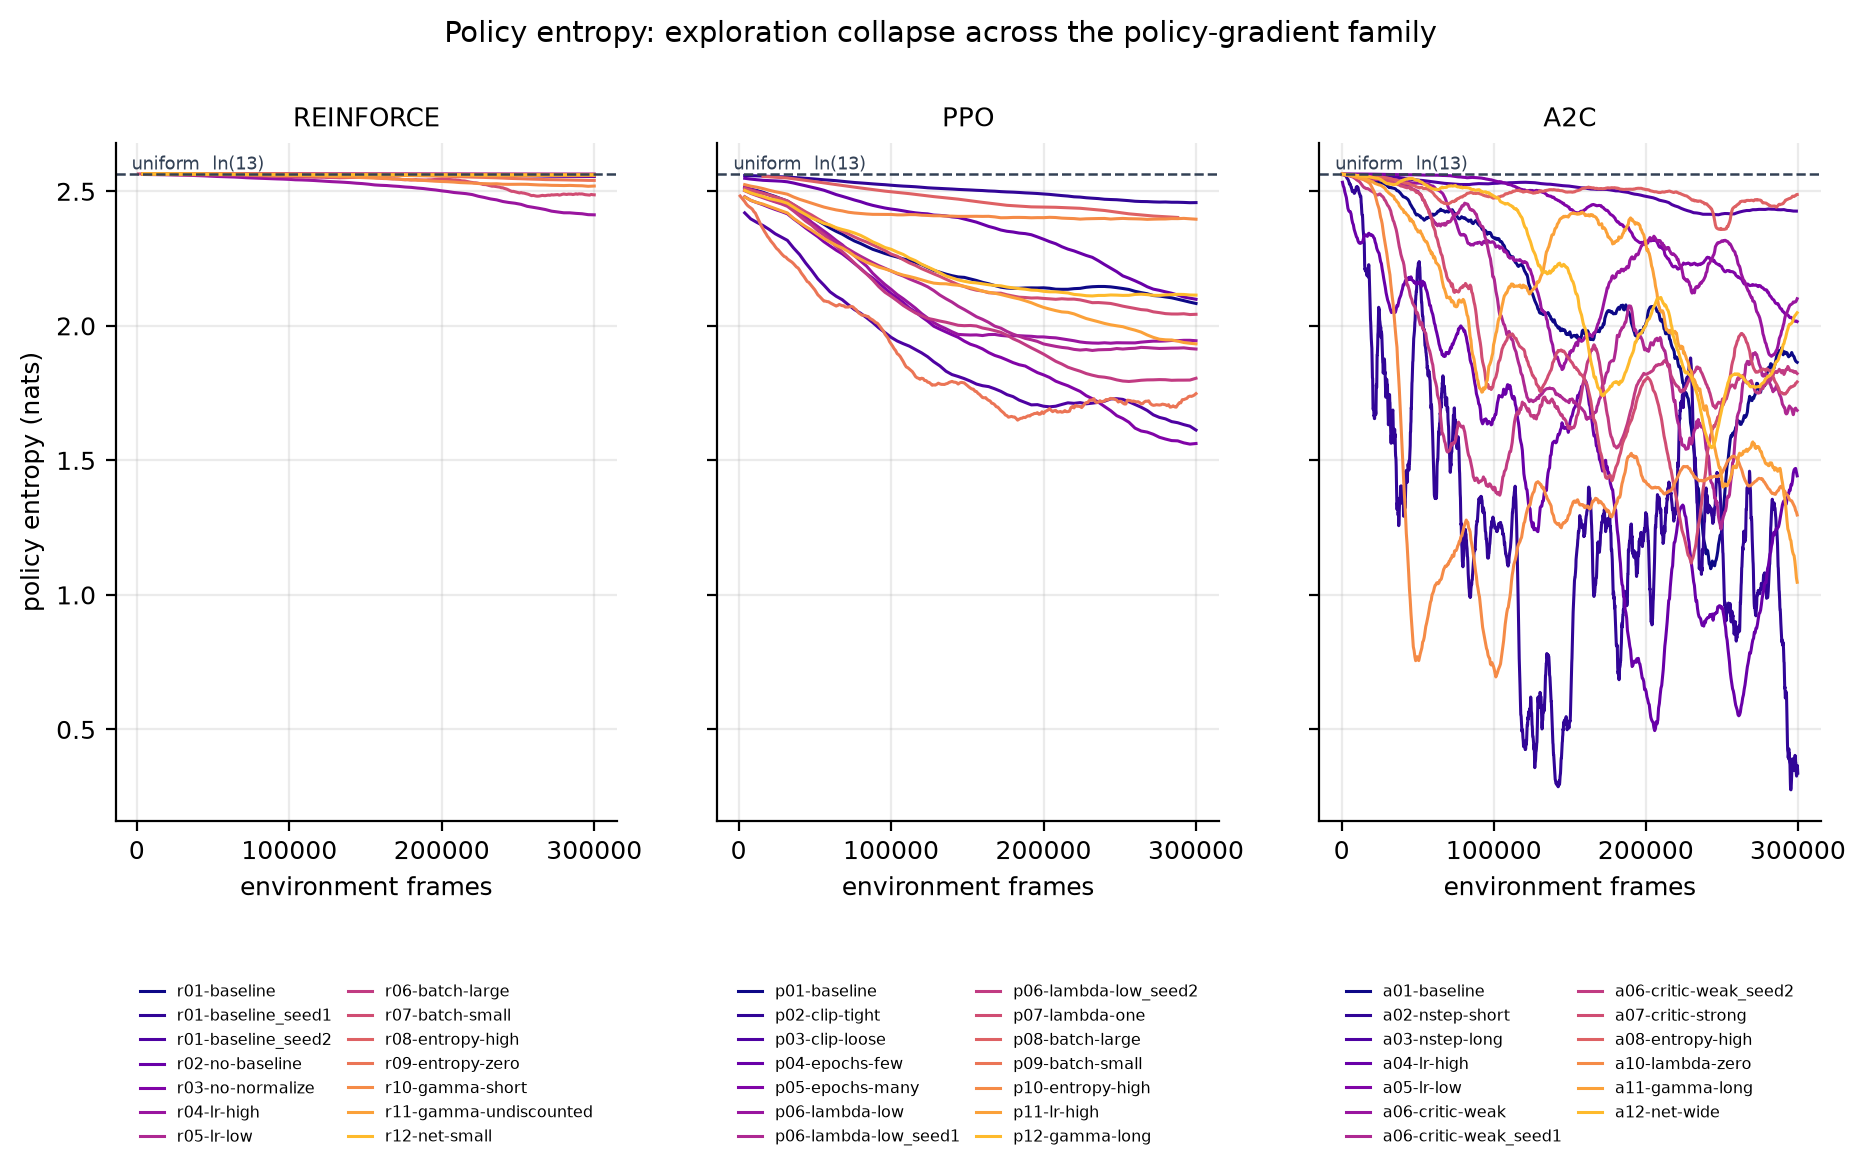 Policy entropy: exploration collapse across the policy-gradient family
REINFORCE
PPO
A2C
uniform ln(13)
uniform ln(13)
uniform ln(13)
policy entropy (nats)
2.5
2.0
1.5
1.0
0.5
0 100000 200000 300000
0 100000 200000 300000
0 100000 200000 300000
environment frames
environment frames
environment frames
r01-baseline
r01-baseline_seed1
r01-baseline_seed2
r02-no-baseline
r03-no-normalize
r04-lr-high
r05-lr-low
r06-batch-large
r07-batch-small
r08-entropy-high
r09-entropy-zero
r10-gamma-short
r11-gamma-undiscounted
r12-net-small
p01-baseline
p02-clip-tight
p03-clip-loose
p04-epochs-few
p05-epochs-many
p06-lambda-low
p06-lambda-low_seed1
p06-lambda-low_seed2
p07-lambda-one
p08-batch-large
p09-batch-small
p10-entropy-high
p11-lr-high
p12-gamma-long
a01-baseline
a02-nstep-short
a03-nstep-long
a04-lr-high
a05-lr-low
a06-critic-weak
a06-critic-weak_seed1
a06-critic-weak_seed2
a07-critic-strong
a08-entropy-high
a10-lambda-zero
a11-gamma-long
a12-net-wide